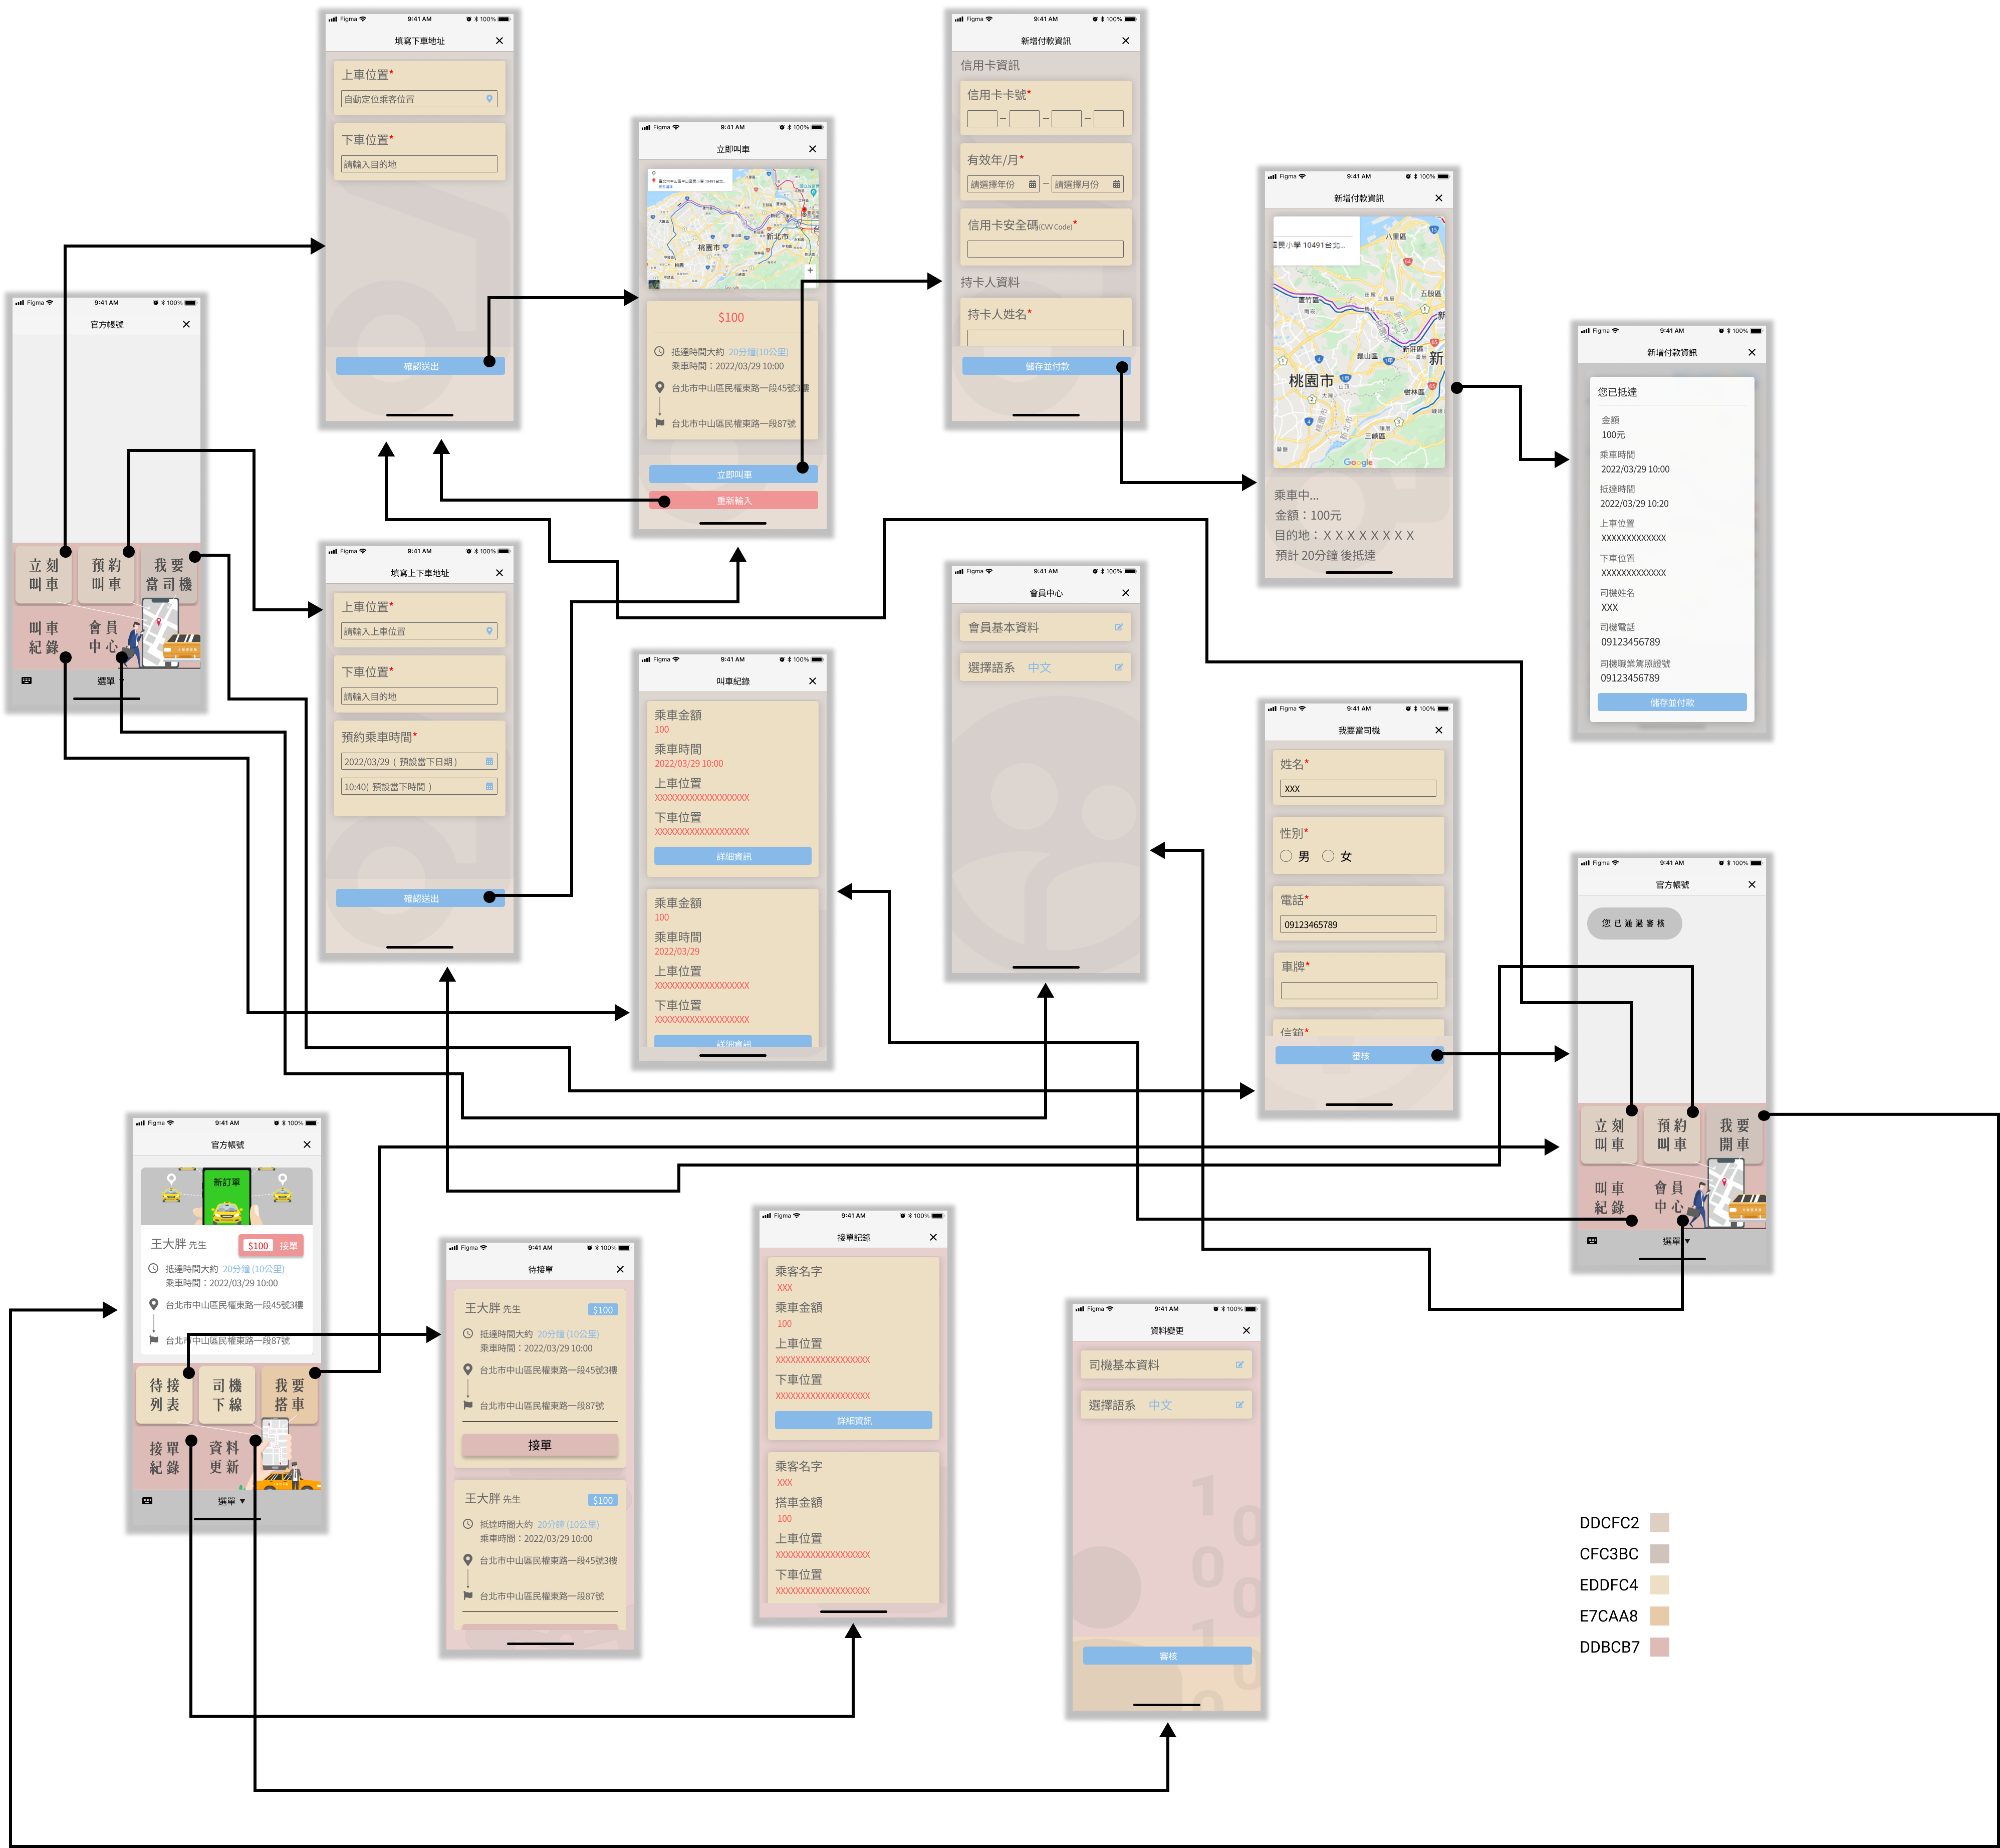 Figma 9:41 AM 100%
填寫下車地址
上車位置*
自動定位乘客位置
下車位置*
請輸入目的地
確認送出
Figma 9:41 AM 100%
立即叫車
桃園市
新北市
$100
抵達時間大約 20分鐘(10公里)
乘車時間：2022/03/29 10:00
台北市中山區民權東路一段45號3樓
台北市中山區民權東路一段87號
立即叫車
重新輸入
Figma 9:41 AM 100%
新增付款資訊
信用卡資訊
信用卡卡號*
有效年/月*
請選擇年份
請選擇月份
信用卡安全碼(CVV Code)*
持卡人資料
持卡人姓名*
儲存並付款
Figma 9:41 AM 100%
新增付款資訊
國民小學 10491台北...
八里區
五股區
蘆竹區
新莊區
龜山區
桃園市
樹林區
三峽區
Google
乘車中...
金額：100元
目的地：ＸＸＸＸＸＸＸＸ
預計 20分鐘 後抵達
Figma 9:41 AM 100%
新增付款資訊
您已抵達
金額
100元
乘車時間
2022/03/29 10:00
抵達時間
2022/03/29 10:20
上車位置
XXXXXXXXXXXXX
下車位置
XXXXXXXXXXXXX
司機姓名
XXX
司機電話
09123456789
司機職業駕照證號
09123456789
儲存並付款
Figma 9:41 AM 100%
官方帳號
立刻
叫車
預約
叫車
我要
當司機
叫車
紀錄
會員
中心
選單
Figma 9:41 AM 100%
填寫上下車地址
上車位置*
請輸入上車位置
下車位置*
請輸入目的地
預約乘車時間*
2022/03/29 ( 預設當下日期 )
10:40( 預設當下時間 )
確認送出
Figma 9:41 AM 100%
叫車紀錄
乘車金額
100
乘車時間
2022/03/29 10:00
上車位置
XXXXXXXXXXXXXXXXXXX
下車位置
XXXXXXXXXXXXXXXXXXX
詳細資訊
乘車金額
100
乘車時間
2022/03/29
上車位置
XXXXXXXXXXXXXXXXXXX
下車位置
XXXXXXXXXXXXXXXXXXX
詳細資訊
Figma 9:41 AM 100%
會員中心
會員基本資料
選擇語系 中文
Figma 9:41 AM 100%
我要當司機
姓名*
XXX
性別*
男 女
電話*
09123465789
車牌*
信箱*
審核
Figma 9:41 AM 100%
官方帳號
您已通過審核
立刻
叫車
預約
叫車
我要
開車
叫車
紀錄
會員
中心
選單
Figma 9:41 AM 100%
官方帳號
新訂單
王大胖 先生
$100 接單
抵達時間大約 20分鐘 (10公里)
乘車時間：2022/03/29 10:00
台北市中山區民權東路一段45號3樓
台北市中山區民權東路一段87號
待接
列表
司機
下線
我要
搭車
接單
紀錄
資料
更新
選單
Figma 9:41 AM 100%
待接單
王大胖 先生 $100
抵達時間大約 20分鐘 (10公里)
乘車時間：2022/03/29 10:00
台北市中山區民權東路一段45號3樓
台北市中山區民權東路一段87號
接單
王大胖 先生 $100
抵達時間大約 20分鐘 (10公里)
乘車時間：2022/03/29 10:00
台北市中山區民權東路一段45號3樓
台北市中山區民權東路一段87號
Figma 9:41 AM 100%
接單記錄
乘客名字
XXX
乘車金額
100
上車位置
XXXXXXXXXXXXXXXXXXX
下車位置
XXXXXXXXXXXXXXXXXXX
詳細資訊
乘客名字
XXX
搭車金額
100
上車位置
XXXXXXXXXXXXXXXXXXX
下車位置
XXXXXXXXXXXXXXXXXXX
Figma 9:41 AM 100%
資料變更
司機基本資料
選擇語系 中文
審核
DDCFC2
CFC3BC
EDDFC4
E7CAA8
DDBCB7